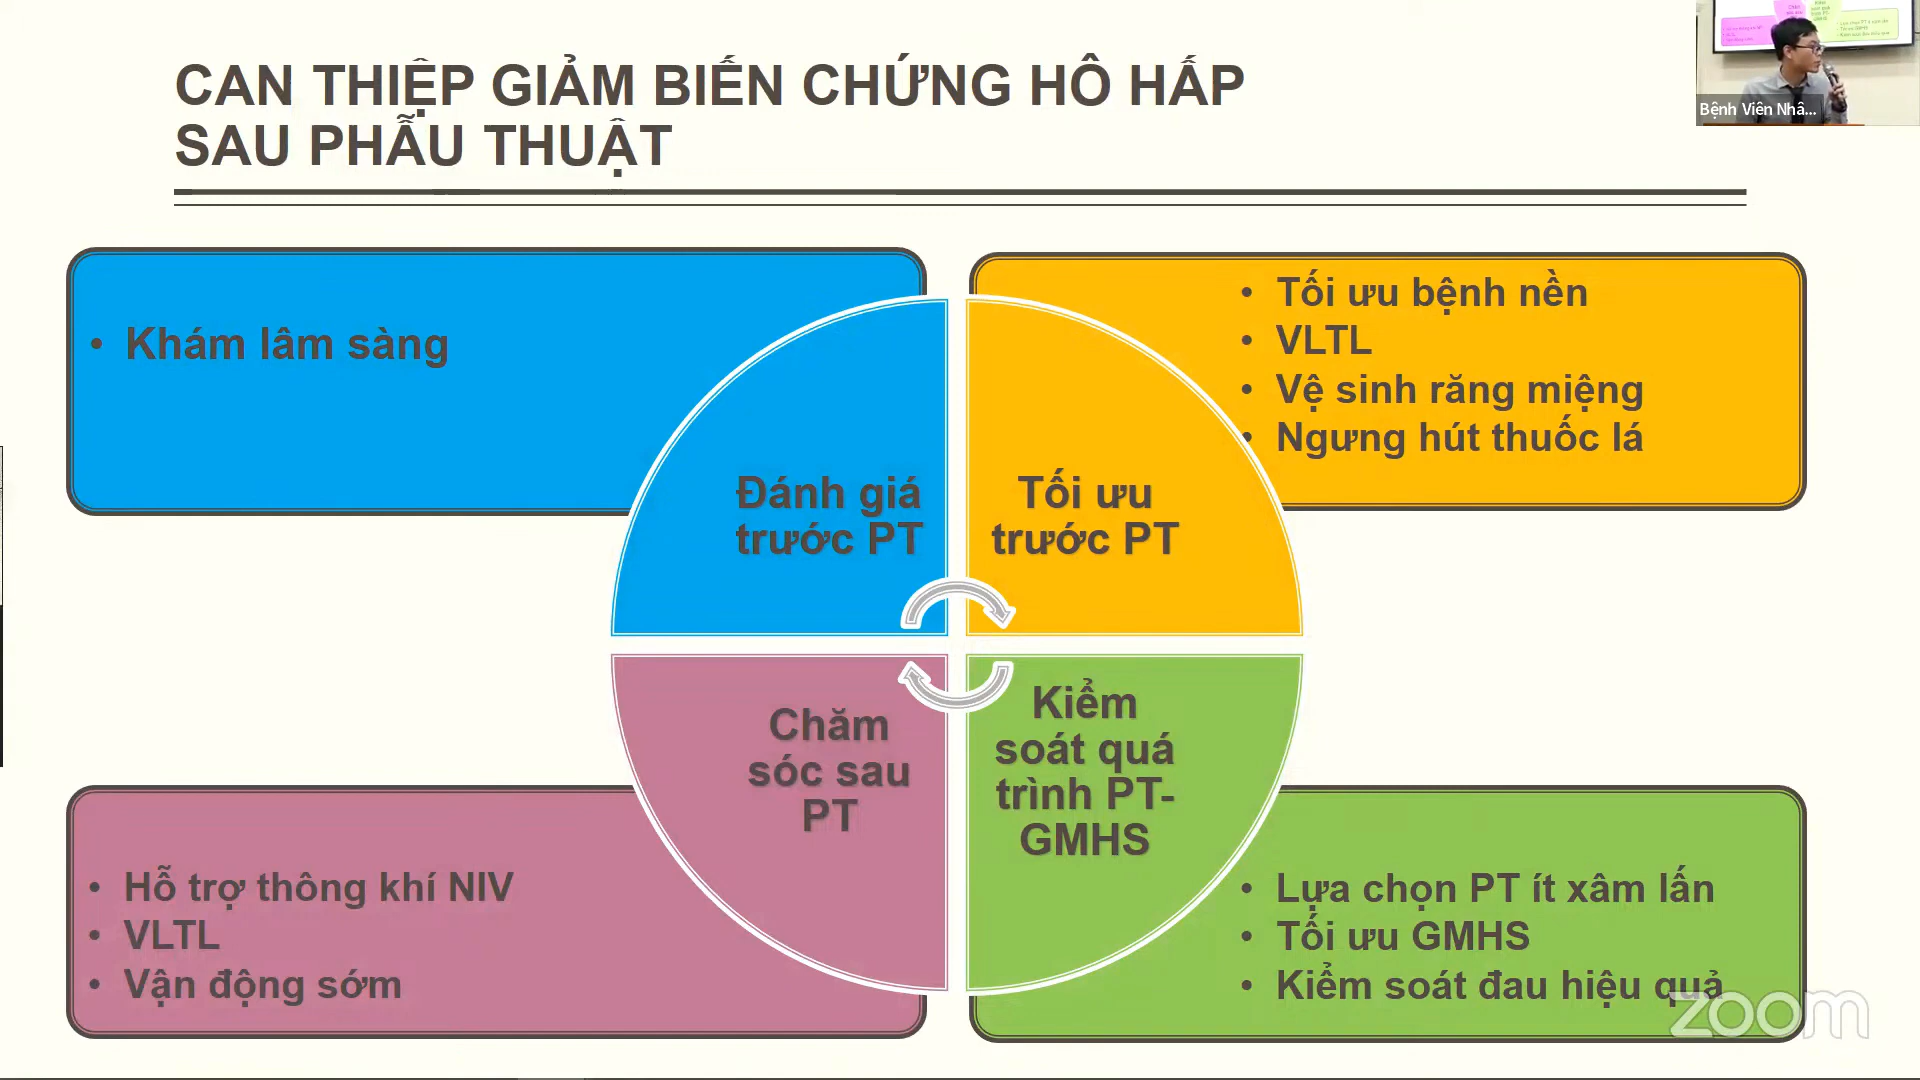 CAN THIỆP GIẢM BIẾN CHỨNG HÔ HẤP
SAU PHẪU THUẬT
Bệnh Viện Nhâ...
• Khám lâm sàng
Đánh giá
trước PT
• Tối ưu bệnh nền
• VLTL
• Vệ sinh răng miệng
• Ngưng hút thuốc lá
Tối ưu
trước PT
Chăm
sóc sau
PT
• Hỗ trợ thông khí NIV
• VLTL
• Vận động sớm
Kiểm
soát quá
trình PT-
GMHS
• Lựa chọn PT ít xâm lấn
• Tối ưu GMHS
• Kiểm soát đau hiệu quả
zoom